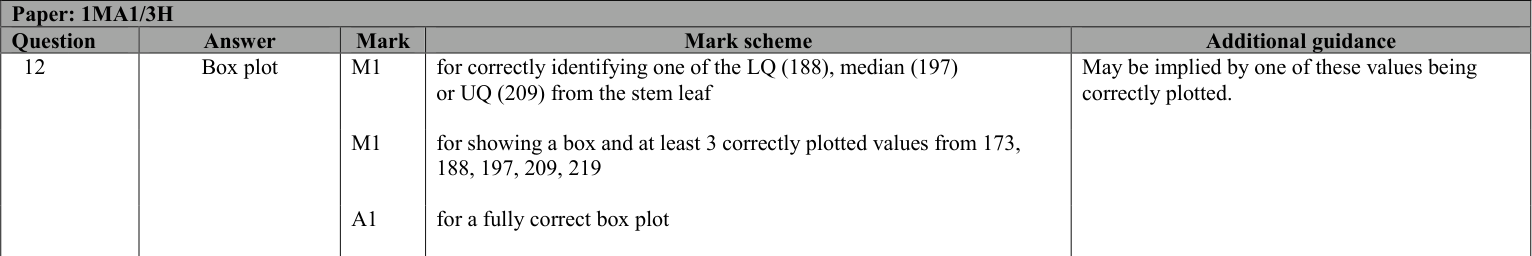 Paper: 1MA1/3H
Question Answer Mark Mark scheme Additional guidance
12 Box plot M1 for correctly identifying one of the LQ (188), median (197) May be implied by one of these values being
or UQ (209) from the stem leaf correctly plotted.
M1 for showing a box and at least 3 correctly plotted values from 173,
188, 197, 209, 219
A1 for a fully correct box plot